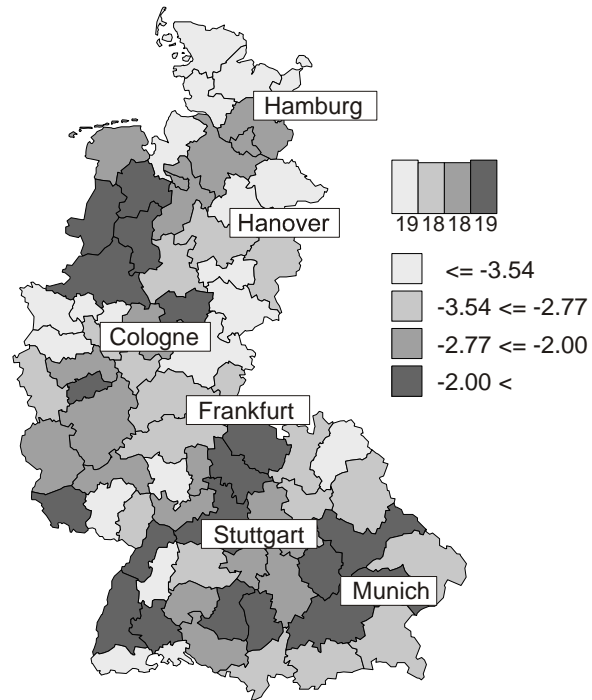 Hamburg
19 18 18 19
Hanover
<= -3.54
-3.54 <= -2.77
Cologne
-2.77 <= -2.00
-2.00 <
Frankfurt
Stuttgart
Munich